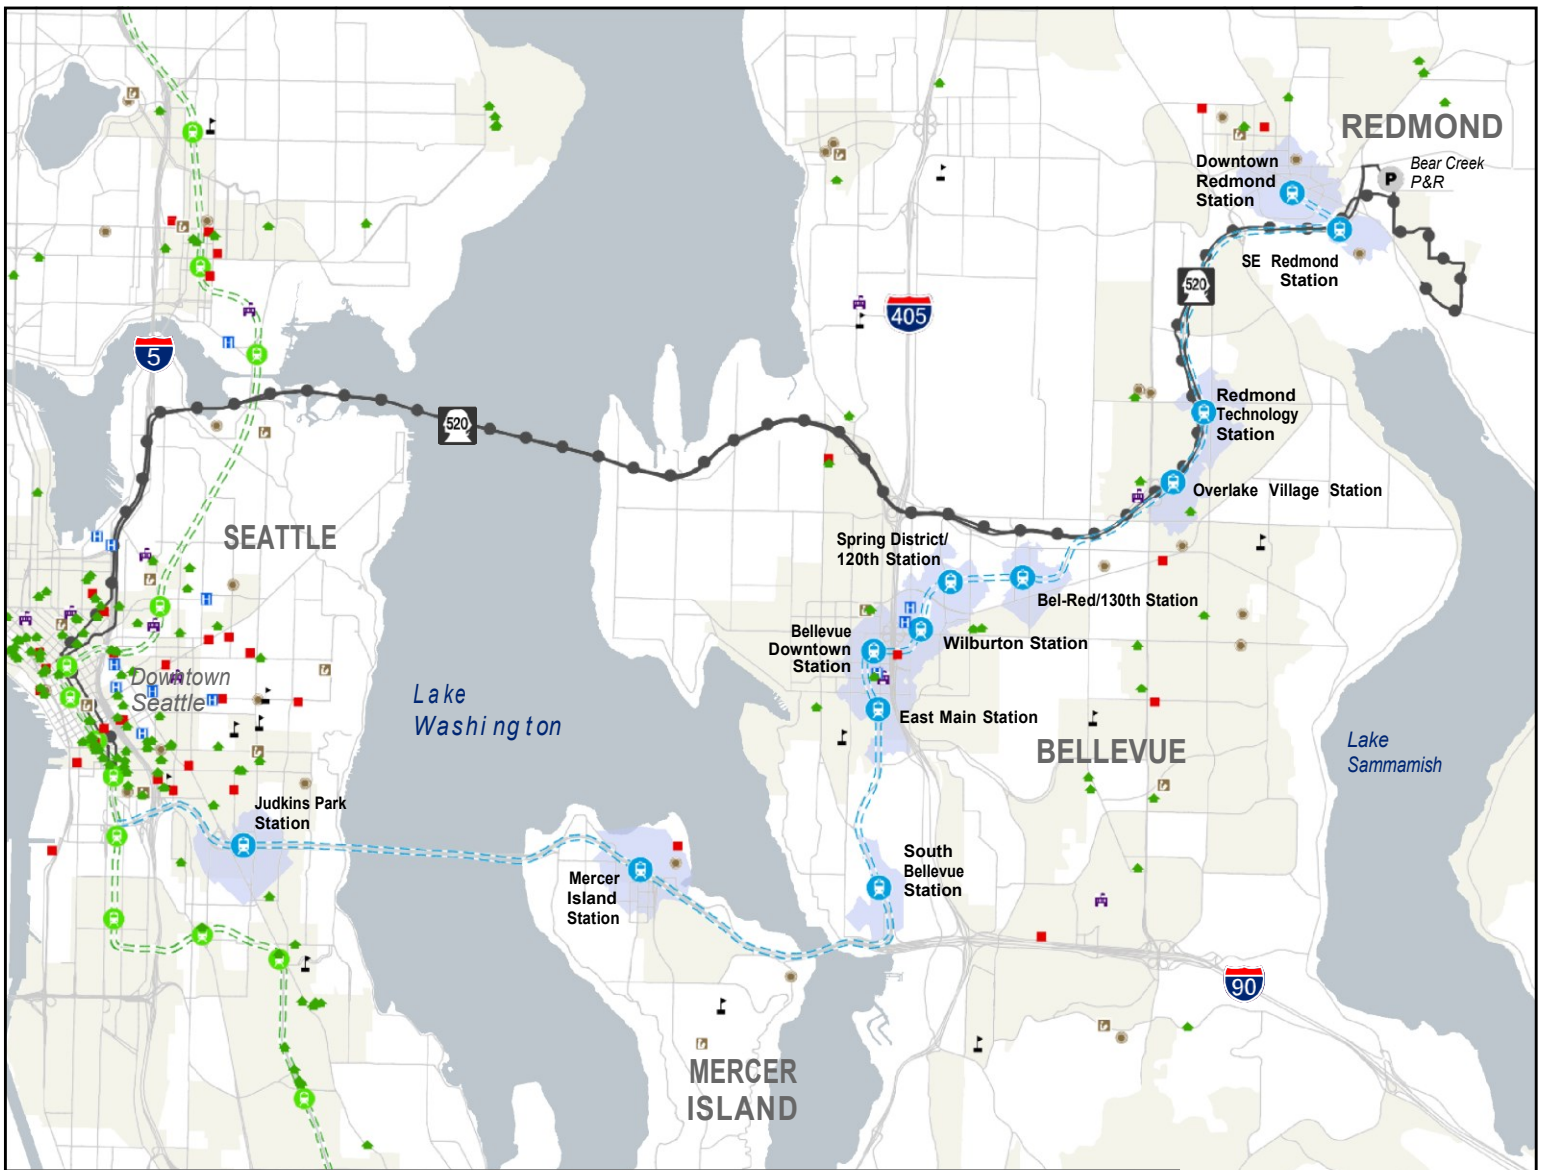 REDMOND
Downtown
Redmond
Station
Bear Creek
P&R
P
SE Redmond
Station
520
405
5
Redmond
Technology
Station
520
Overlake Village Station
SEATTLE
Spring District/
120th Station
Bel-Red/130th Station
H
H
H
H
H
Bellevue
Downtown
Station
Wilburton Station
H
H
H
H
H
H
Downtown
Seattle
Lake
Washington
East Main Station
BELLEVUE
Lake
Sammamish
Judkins Park
Station
Mercer
Island
Station
South
Bellevue
Station
90
MERCER
ISLAND